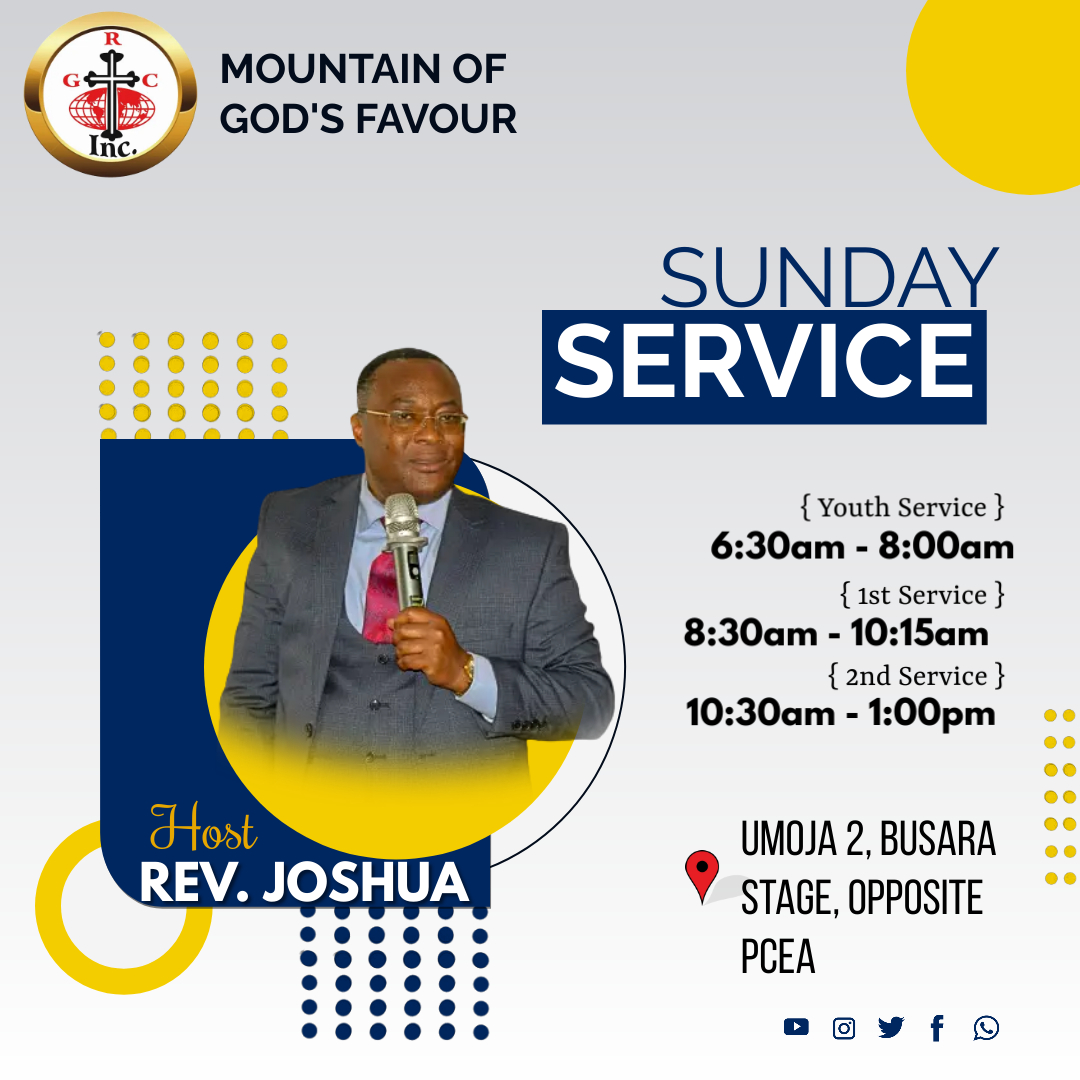 R
G C
Inc.
MOUNTAIN OF
GOD'S FAVOUR
SUNDAY
SERVICE
{ Youth Service }
6:30am - 8:00am
{ 1st Service }
8:30am - 10:15am
{ 2nd Service }
10:30am - 1:00pm
Host
REV. JOSHUA
UMOJA 2, BUSARA
STAGE, OPPOSITE
PCEA